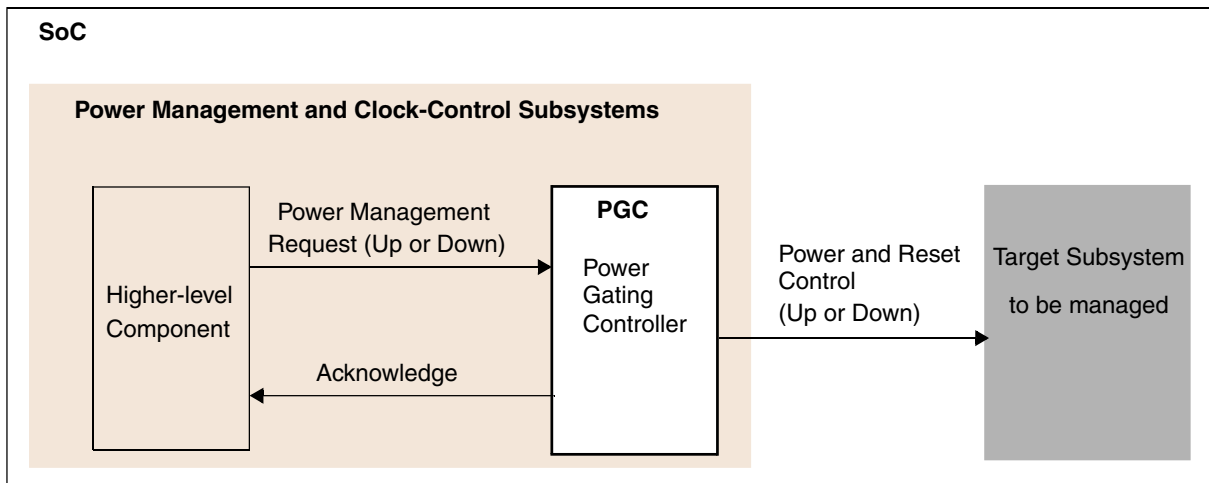 SoC
Power Management and Clock-Control Subsystems
Higher-level
Component
Power Management
Request (Up or Down)
Acknowledge
PGC
Power
Gating
Controller
Power and Reset
Control
(Up or Down)
Target Subsystem
to be managed